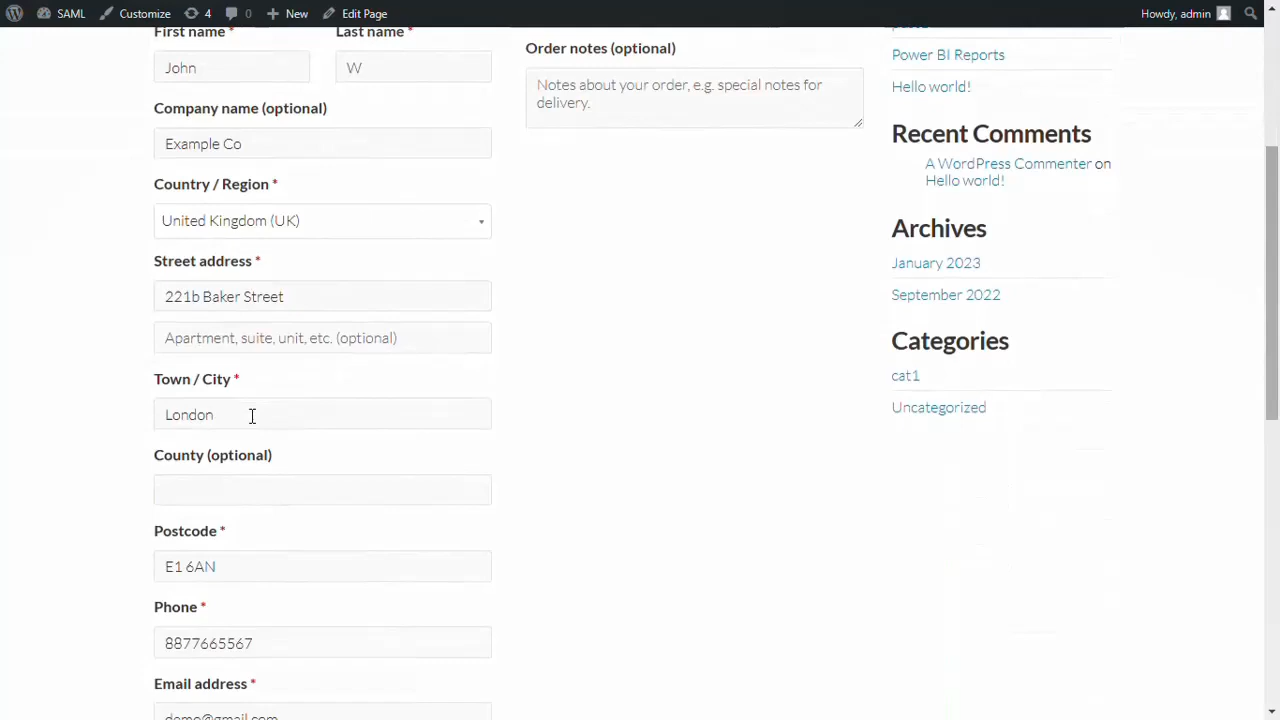 SAML Customize 4 0 New Edit Page Howdy, admin
First name * Last name *
John W
Company name (optional)
Example Co
Country / Region *
United Kingdom (UK)
Street address *
221b Baker Street
Apartment, suite, unit, etc. (optional)
Town / City *
London
County (optional)
Postcode *
E1 6AN
Phone *
8877665567
Email address *
demo@gmail.com
Order notes (optional)
Notes about your order, e.g. special notes for
delivery.
Power BI Reports
Hello world!
Recent Comments
A WordPress Commenter on
Hello world!
Archives
January 2023
September 2022
Categories
cat1
Uncategorized